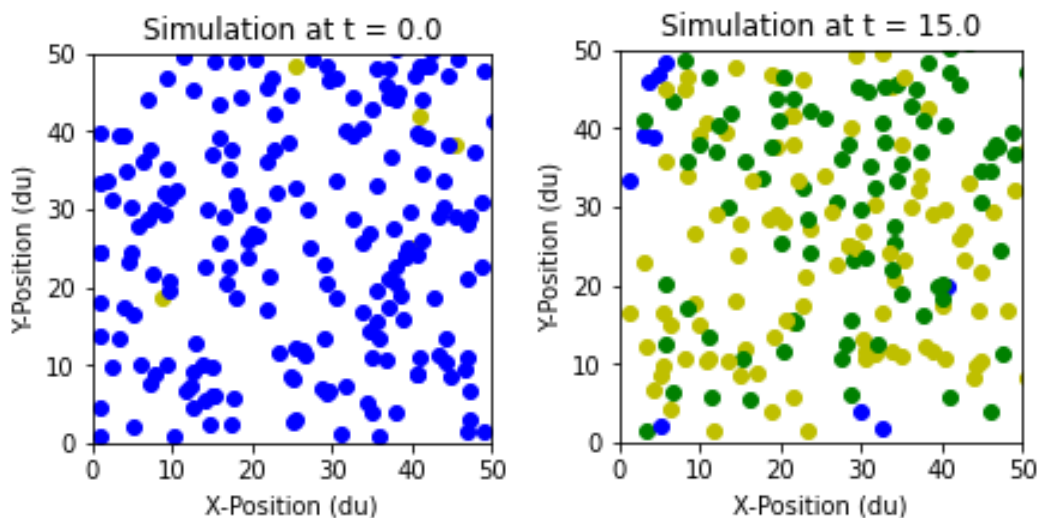 Simulation at t = 0.0
50
40
30
20
10
0
Y-Position (du)
0 10 20 30 40 50
X-Position (du)
Simulation at t = 15.0
50
40
30
20
10
0
Y-Position (du)
0 10 20 30 40 50
X-Position (du)